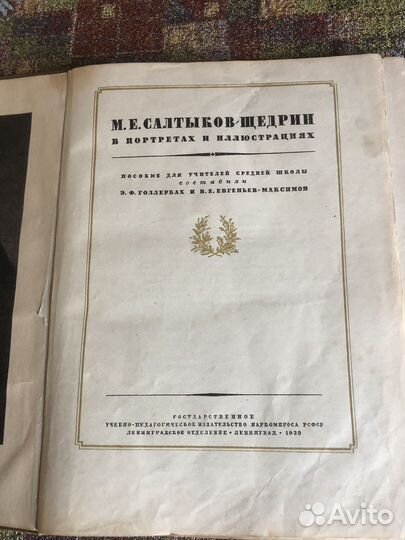 М.Е.САЛТЫКОВ-ЩЕДРИН
В ПОРТРЕТАХ И ИЛЛЮСТРАЦИЯХ
ПОСОБИЕ ДЛЯ УЧИТЕЛЕЙ СРЕДНЕЙ ШКОЛЫ
составили
Э. Ф. ГОЛЛЕРБАХ И В. Е. ЕВГЕНЬЕВ-МАКСИМОВ
ГОСУДАРСТВЕННОЕ
УЧЕБНО-ПЕДАГОГИЧЕСКОЕ ИЗДАТЕЛЬСТВО НАРКОМПРОСА РСФСР
ЛЕНИНГРАДСКОЕ ОТДЕЛЕНИЕ • ЛЕНИНГРАД • 1939
Avito